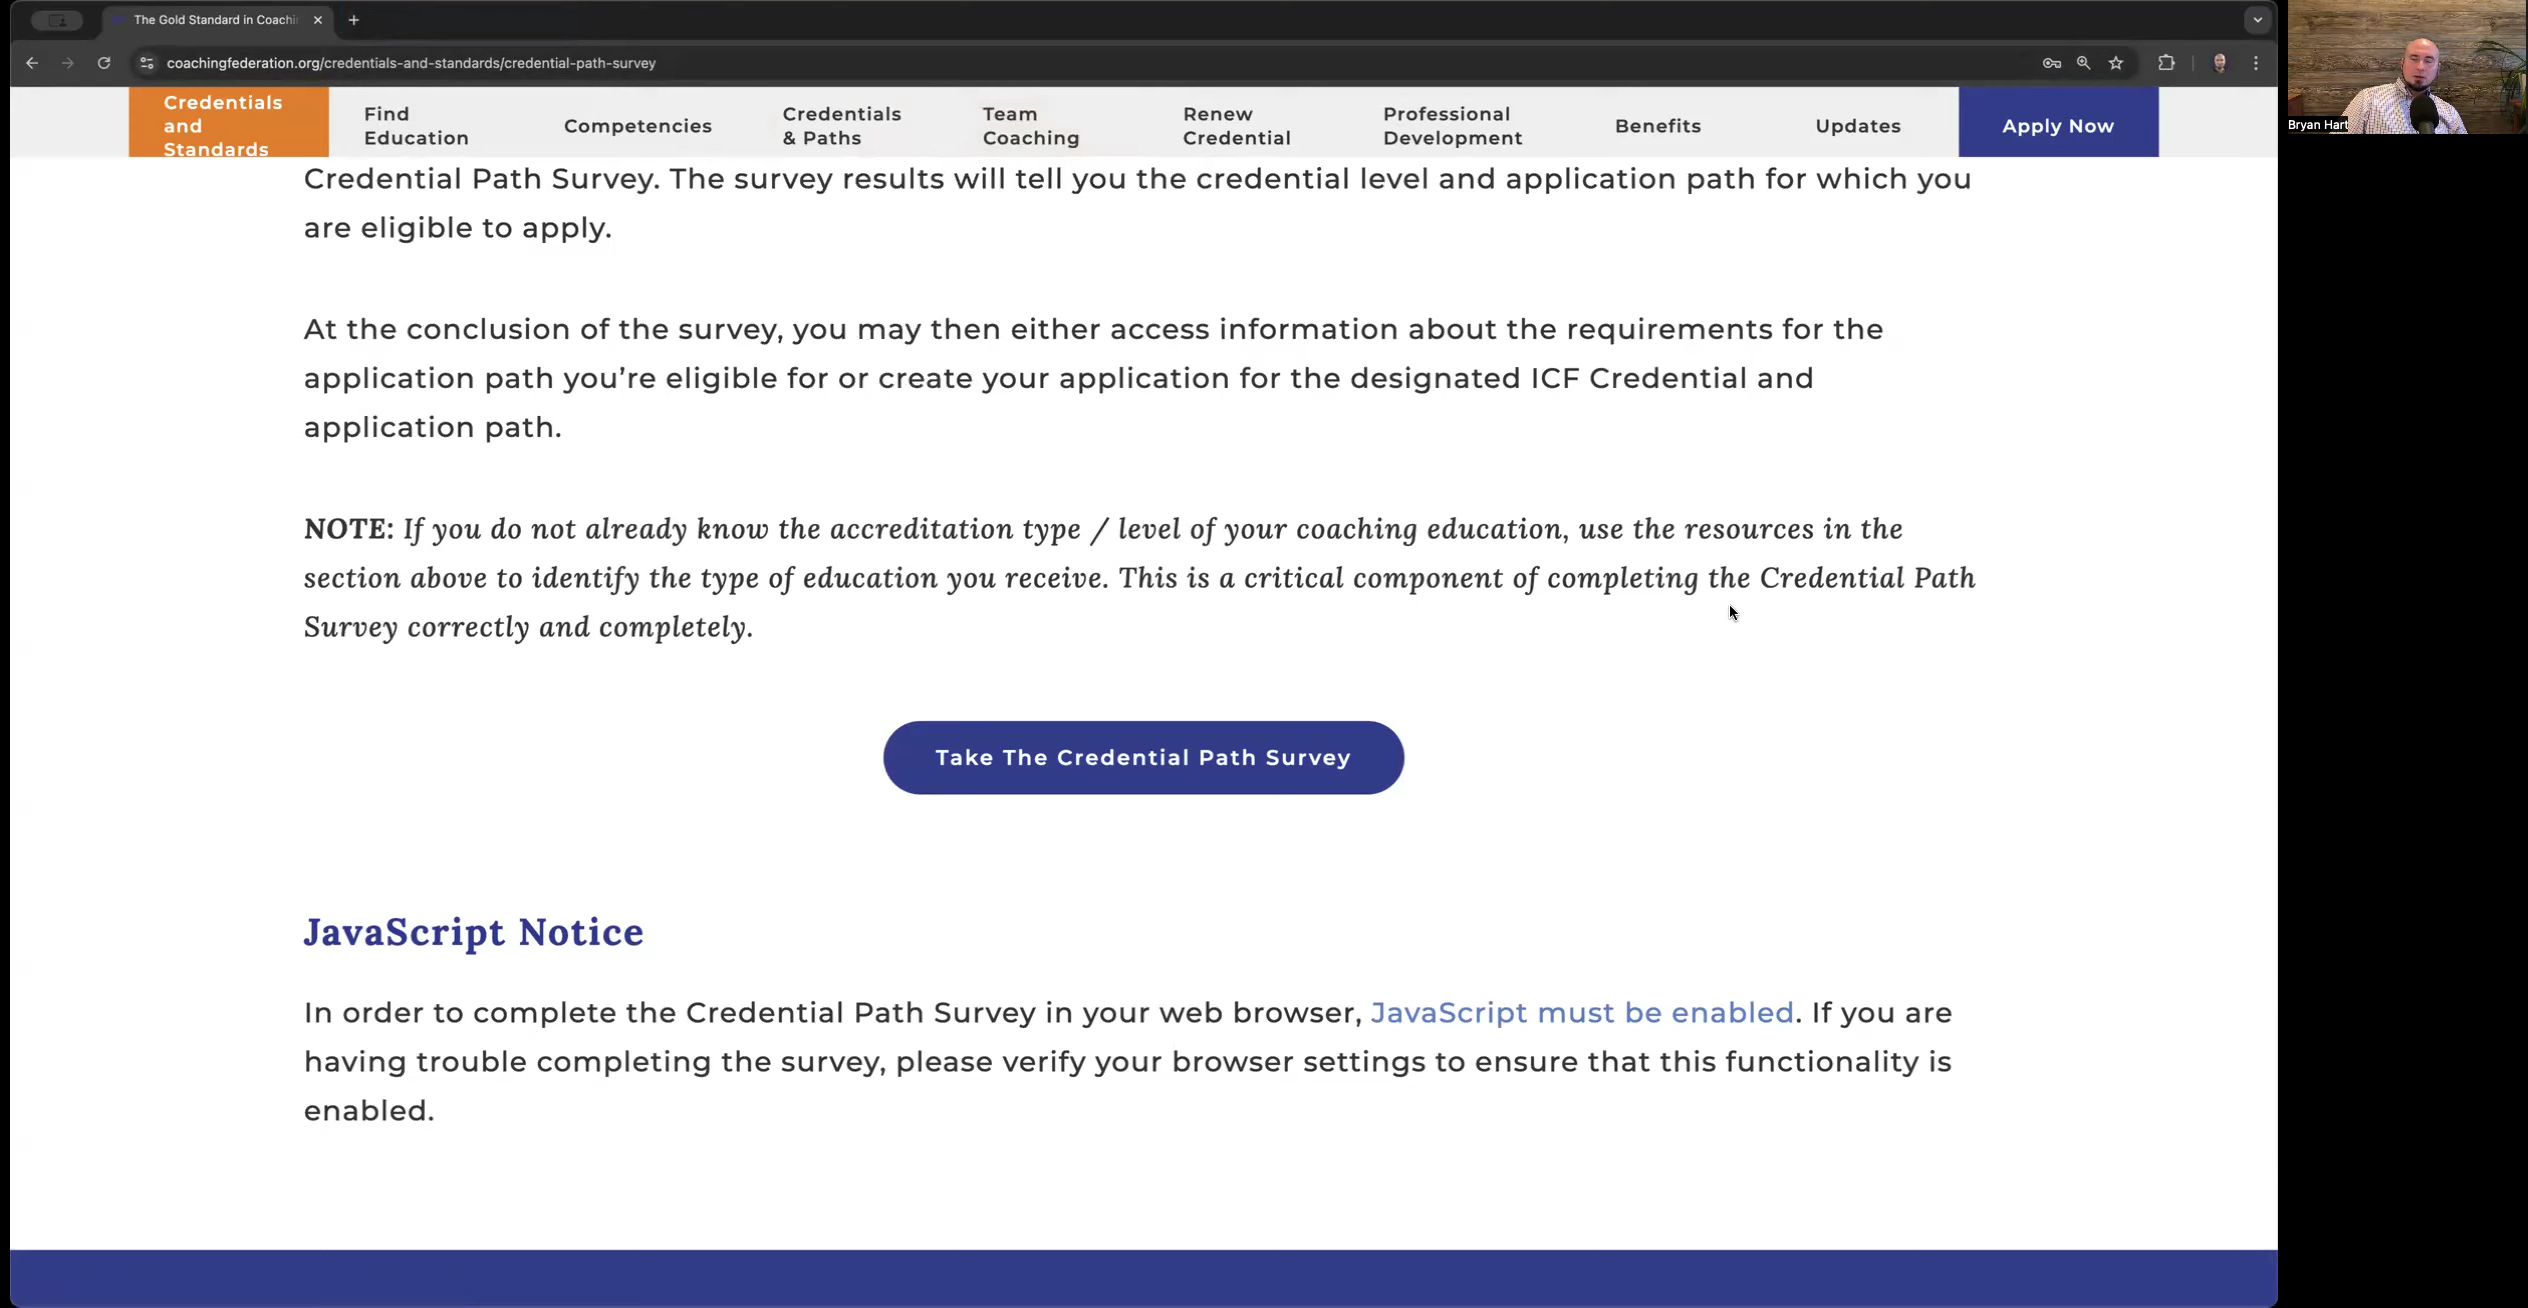 The Gold Standard in Coachi
coachingfederation.org/credentials-and-standards/credential-path-survey
Credentials
and
Standards
Find
Education
Competencies
Credentials
& Paths
Team
Coaching
Renew
Credential
Professional
Development
Benefits
Updates
Apply Now
Bryan Hart
Credential Path Survey. The survey results will tell you the credential level and application path for which you
are eligible to apply.
At the conclusion of the survey, you may then either access information about the requirements for the
application path you’re eligible for or create your application for the designated ICF Credential and
application path.
NOTE: If you do not already know the accreditation type / level of your coaching education, use the resources in the
section above to identify the type of education you receive. This is a critical component of completing the Credential Path
Survey correctly and completely.
Take The Credential Path Survey
JavaScript Notice
In order to complete the Credential Path Survey in your web browser, JavaScript must be enabled. If you are
having trouble completing the survey, please verify your browser settings to ensure that this functionality is
enabled.